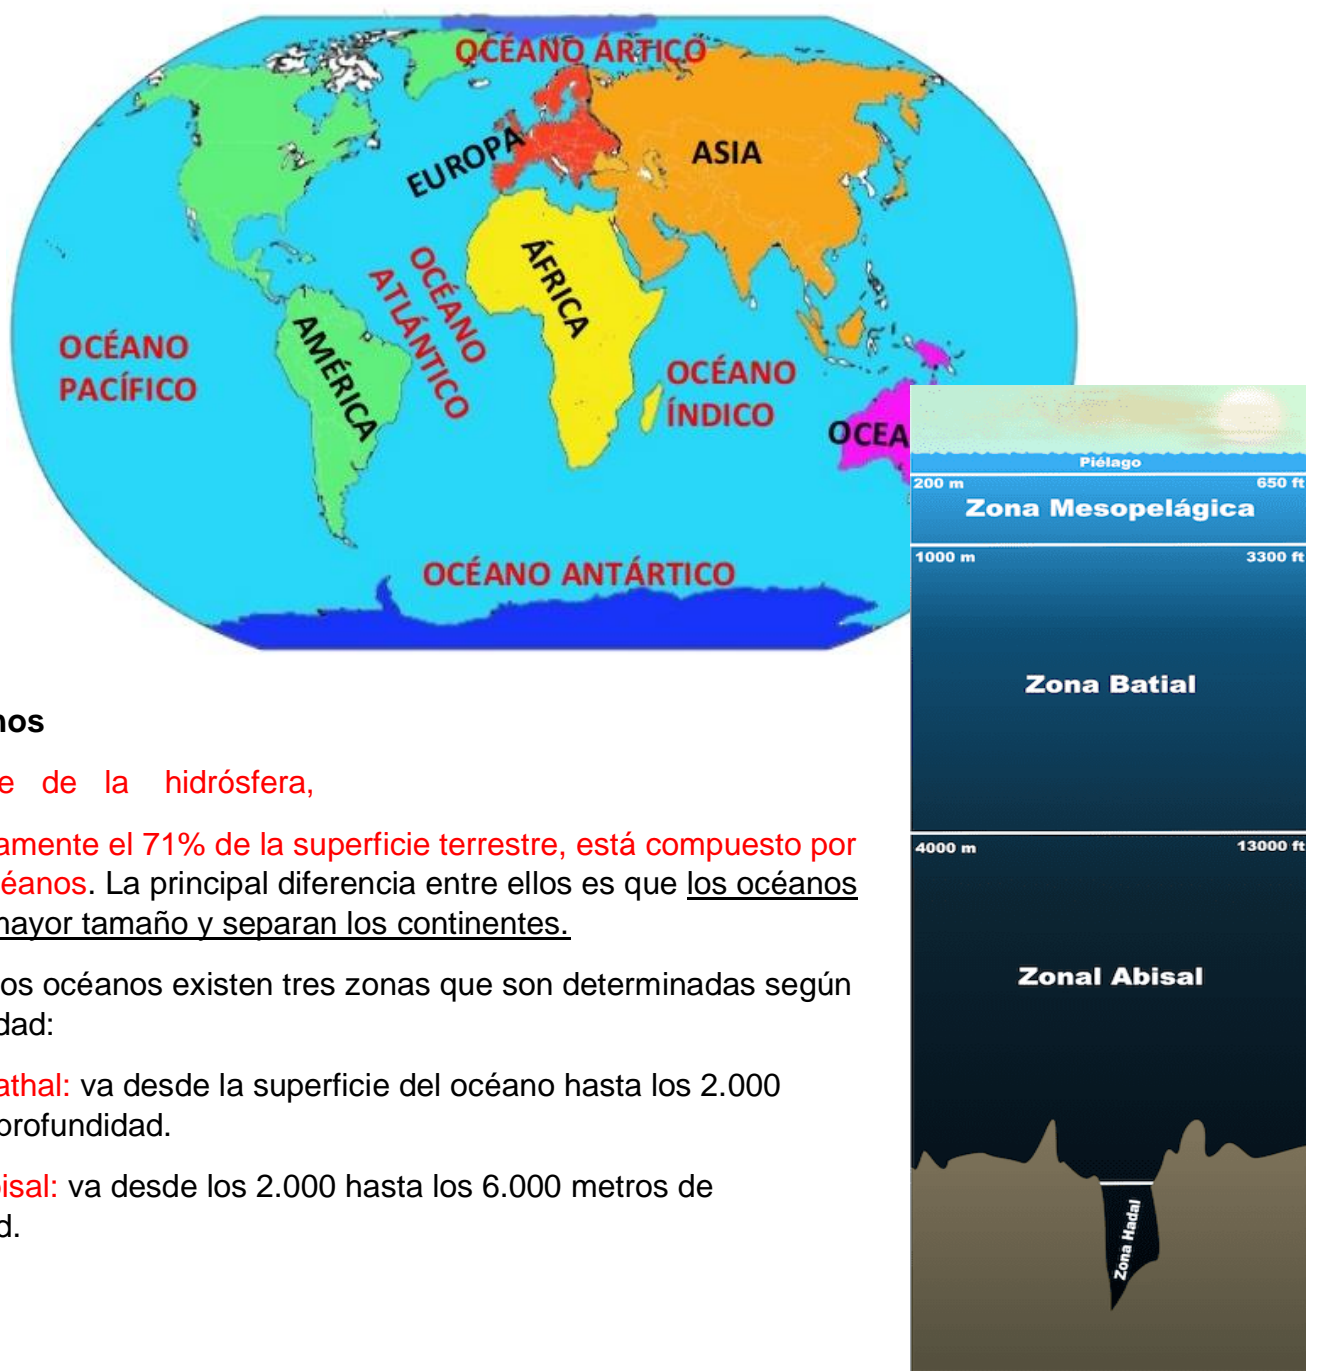 OCÉANO ÁRTICO
EUROPA
ASIA
ÁFRICA
OCÉANO
ATLÁNTICO
AMÉRICA
OCÉANO
PACÍFICO
OCÉANO
ÍNDICO
OCEA
OCÉANO ANTÁRTICO
Piélago
200 m 650 ft
Zona Mesopelágica
1000 m 3300 ft
Zona Batial
4000 m 13000 ft
Zonal Abisal
Zona Hadal
nos
e de la hidrósfera,
amente el 71% de la superficie terrestre, está compuesto por
éanos. La principal diferencia entre ellos es que los océanos
mayor tamaño y separan los continentes.
os océanos existen tres zonas que son determinadas según
dad:
athal: va desde la superficie del océano hasta los 2.000
profundidad.
isal: va desde los 2.000 hasta los 6.000 metros de
d.